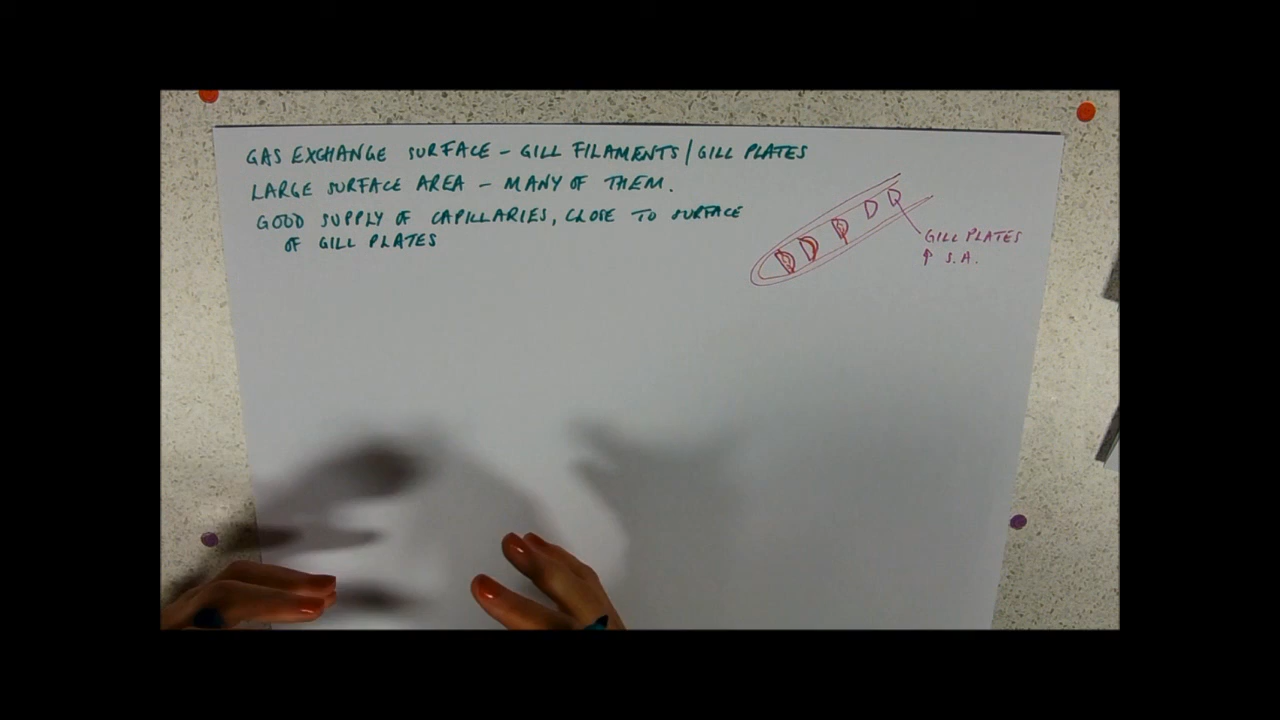 GAS EXCHANGE SURFACE - GILL FILAMENTS/GILL PLATES
LARGE SURFACE AREA - MANY OF THEM.
GOOD SUPPLY OF CAPILLARIES, CLOSE TO SURFACE
OF GILL PLATES
GILL PLATES
↑ S.A.